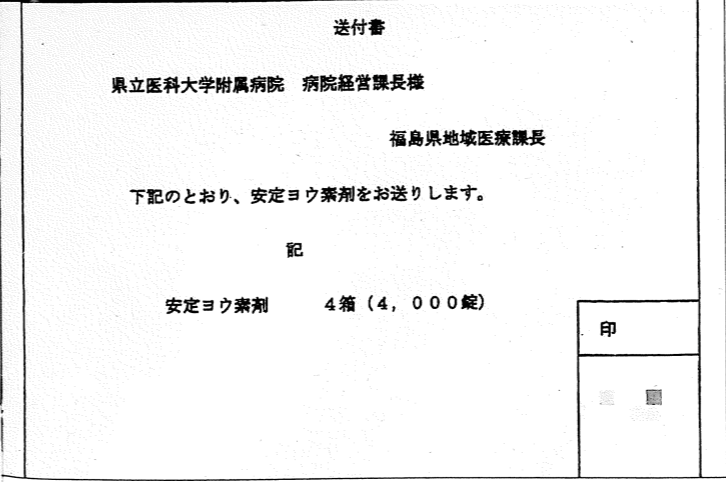 送付書
県立医科大学附属病院　病院経営課長様
福島県地域医療課長
下記のとおり、安定ヨウ素剤をお送りします。
記
安定ヨウ素剤　　　４箱（４，０００錠）
印